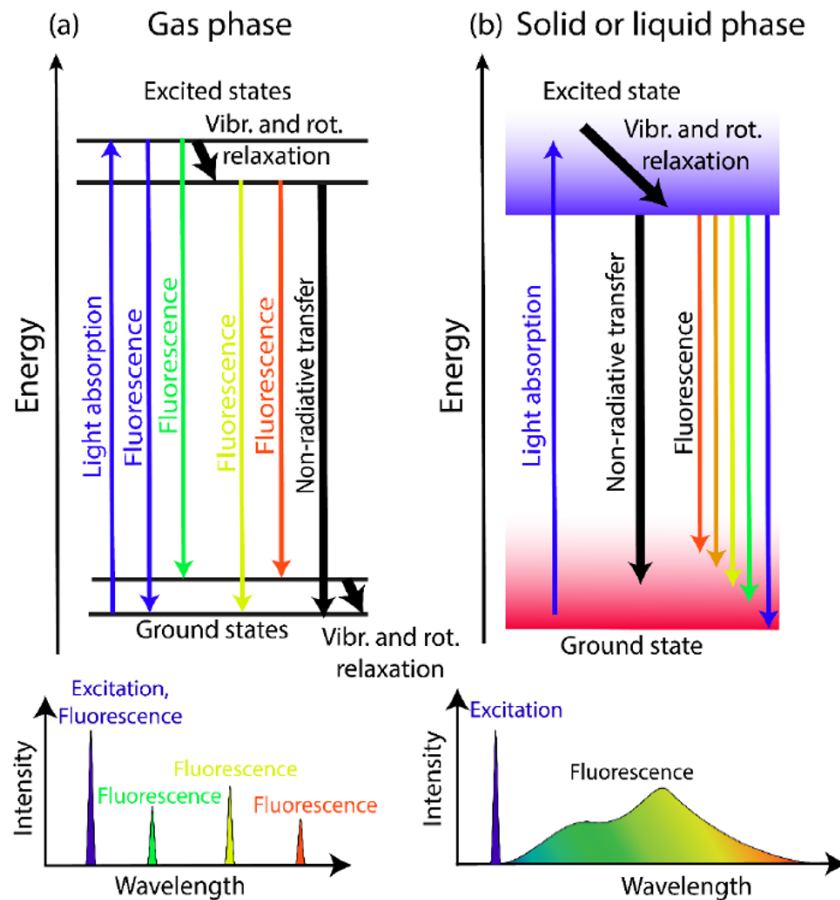 (a) Gas phase
Energy
Excited states
Vibr. and rot.
relaxation
Light absorption
Fluorescence
Fluorescence
Fluorescence
Fluorescence
Non-radiative transfer
Ground states
Vibr. and rot.
relaxation
Intensity
Excitation,
Fluorescence
Fluorescence
Fluorescence
Fluorescence
Wavelength
(b) Solid or liquid phase
Energy
Excited state
Vibr. and rot.
relaxation
Light absorption
Non-radiative transfer
Fluorescence
Ground state
Intensity
Excitation
Fluorescence
Wavelength